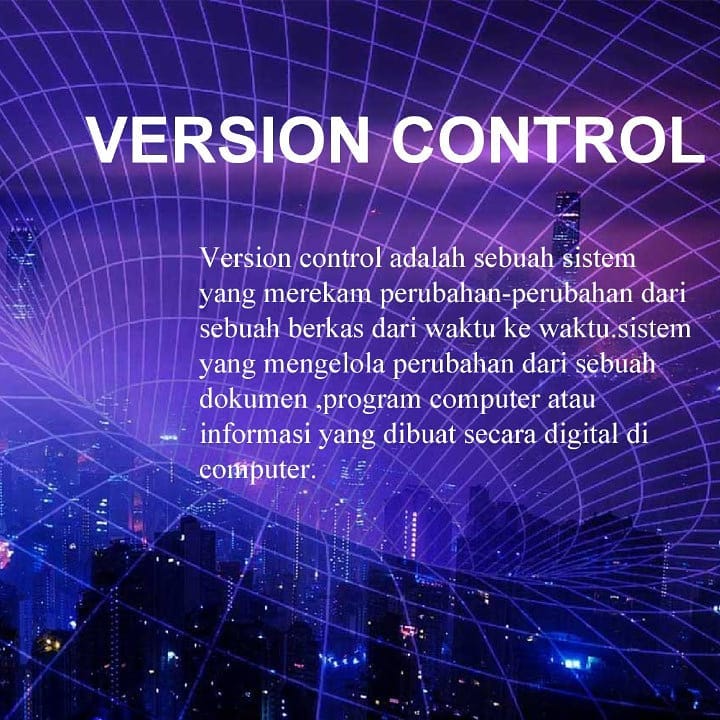 VERSION CONTROL
Version control adalah sebuah sistem
yang merekam perubahan-perubahan dari
sebuah berkas dari waktu ke waktu.sistem
yang mengelola perubahan dari sebuah
dokumen ,program computer atau
informasi yang dibuat secara digital di
computer.